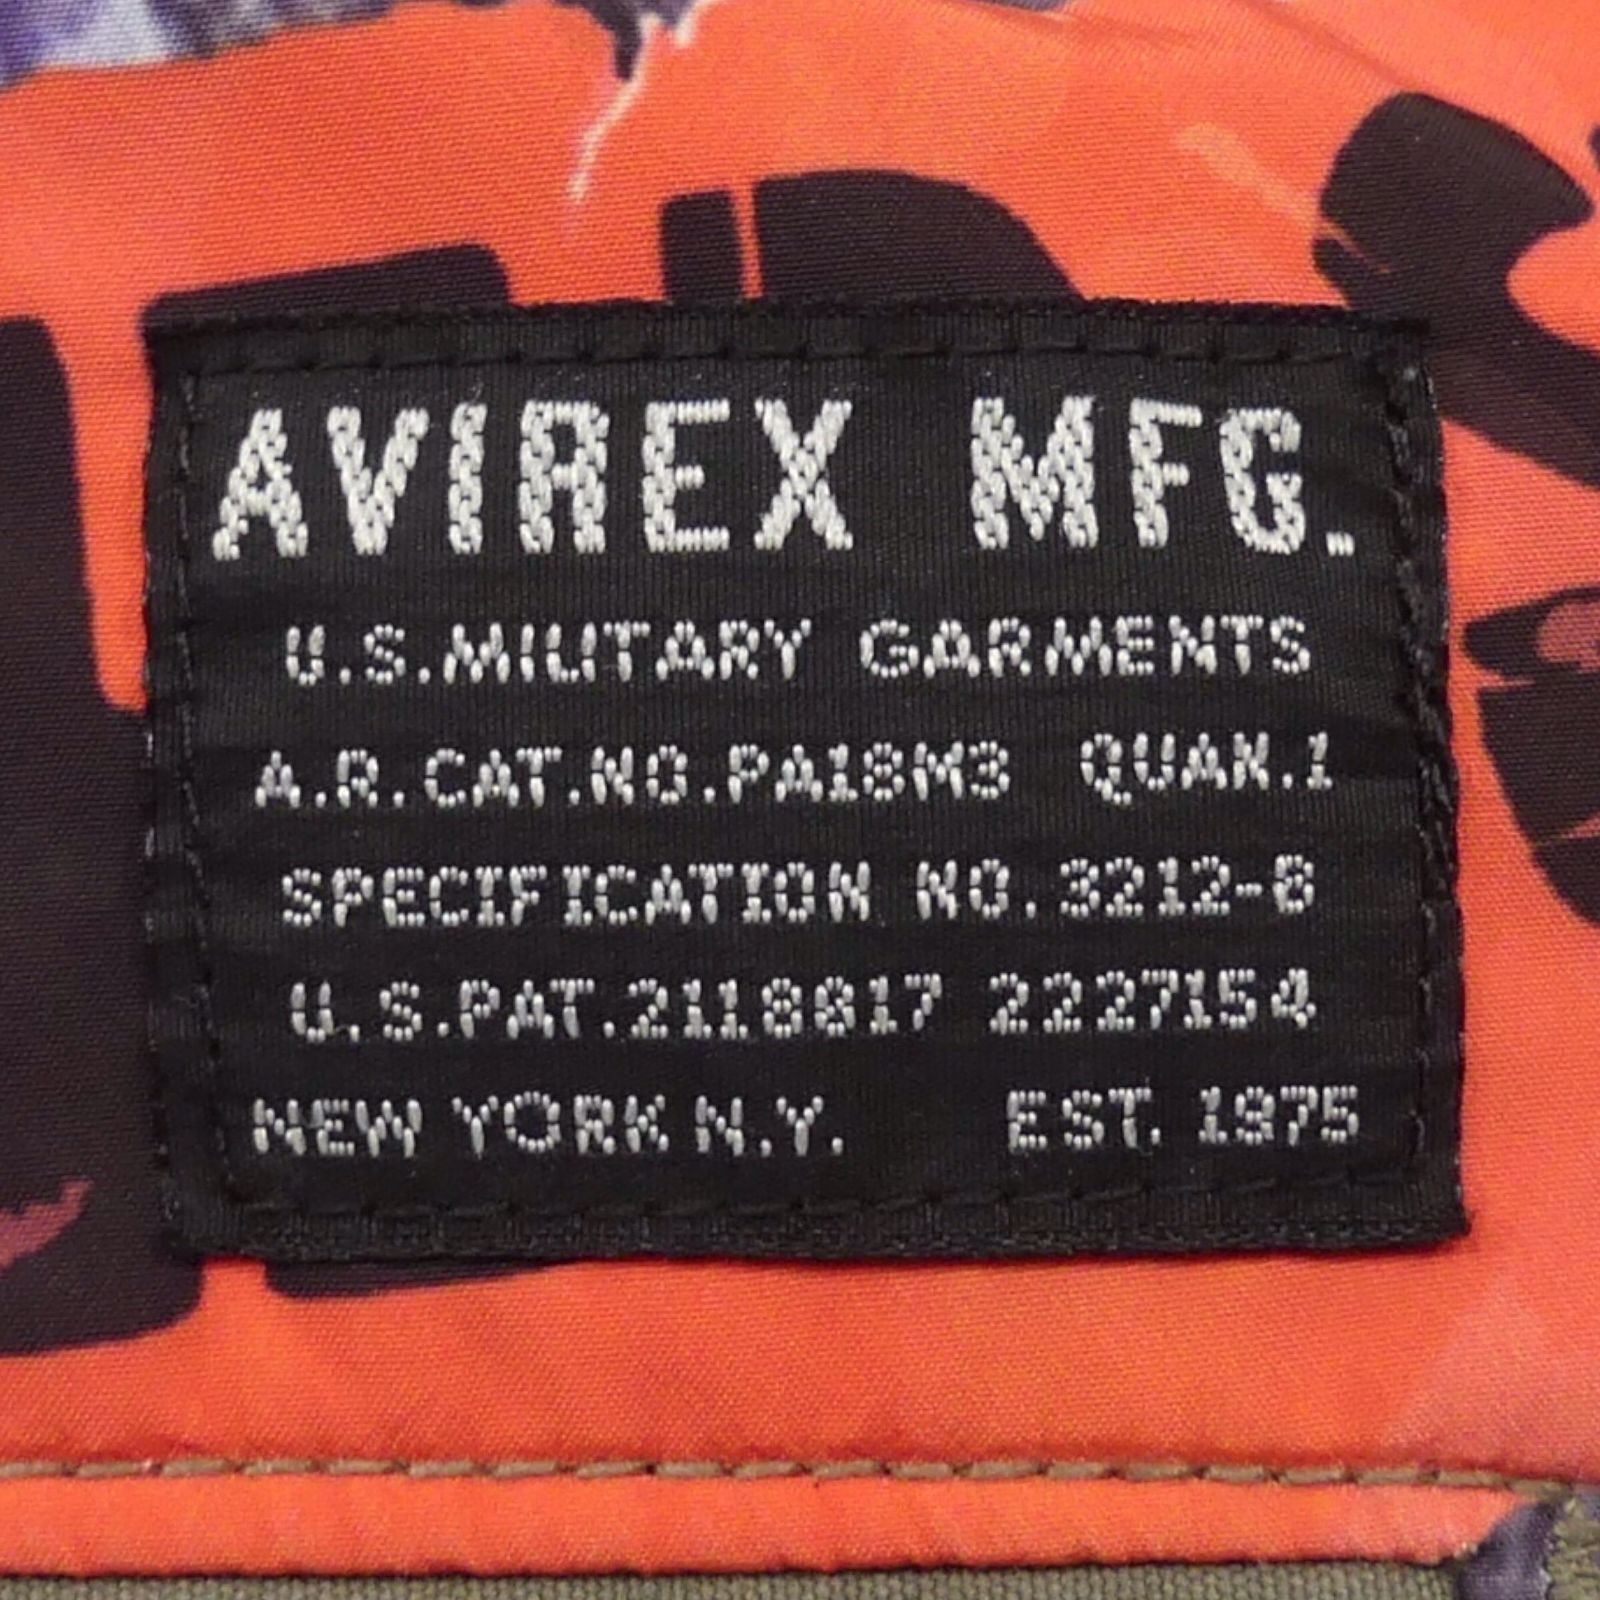 AVIREX MFG.
U.S.MILITARY GARMENTS
A.R.CAT.NO.PA18M3 QUAN.1
SPECIFICATION NO.3212-8
U.S.PAT.2118817 2227154
NEW YORK N.Y. EST. 1975